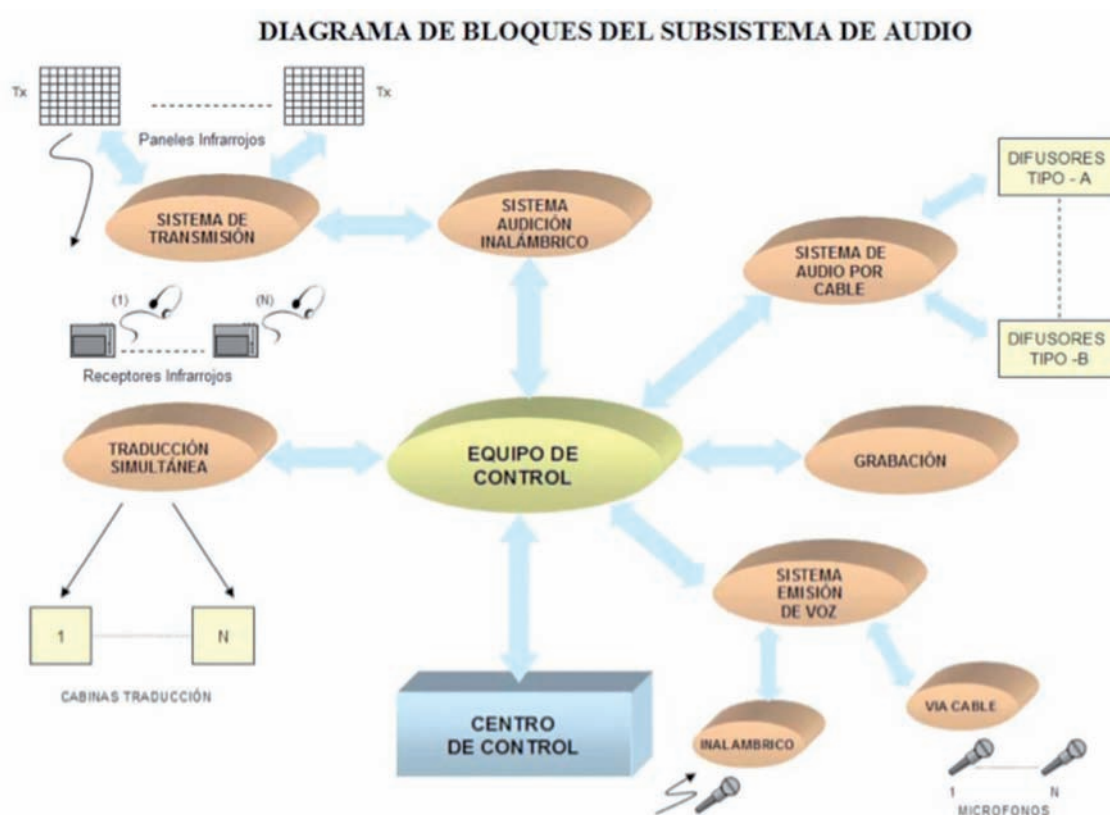 DIAGRAMA DE BLOQUES DEL SUBSISTEMA DE AUDIO
Tx
Tx
Paneles Infrarrojos
SISTEMA DE
TRANSMISIÓN
SISTEMA
AUDICIÓN
INALÁMBRICO
SISTEMA DE
AUDIO POR
CABLE
DIFUSORES
TIPO - A
DIFUSORES
TIPO -B
(1)
(N)
Receptores Infrarrojos
TRADUCCIÓN
SIMULTÁNEA
EQUIPO DE
CONTROL
GRABACIÓN
SISTEMA
EMISIÓN
DE VOZ
1
N
CABINAS TRADUCCIÓN
CENTRO
DE CONTROL
INALAMBRICO
VIA CABLE
1
N
MICROFONOS